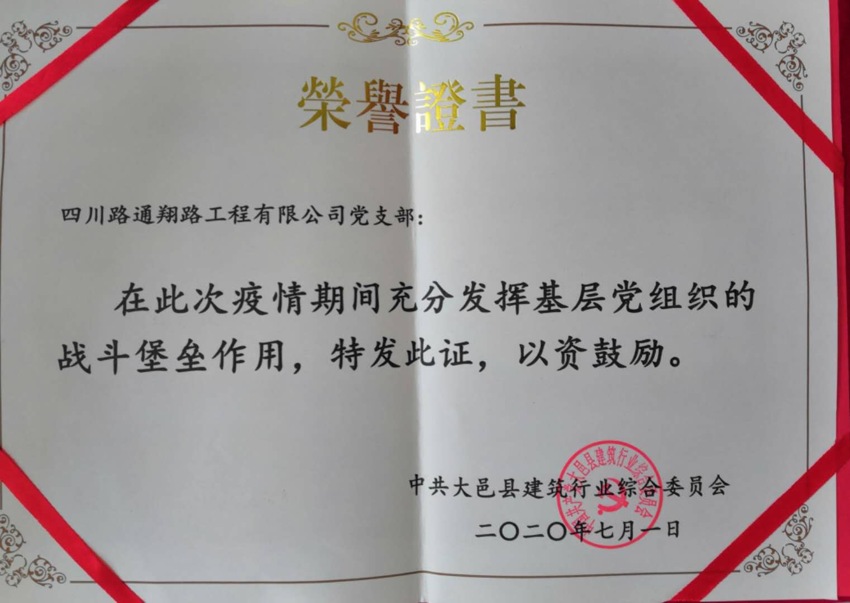 榮譽證書
四川路通翔路工程有限公司党支部：
在此次疫情期间充分发挥基层党组织的
战斗堡垒作用，特发此证，以资鼓励。
中共大邑县建筑行业综合委员会
二〇二〇年七月一日